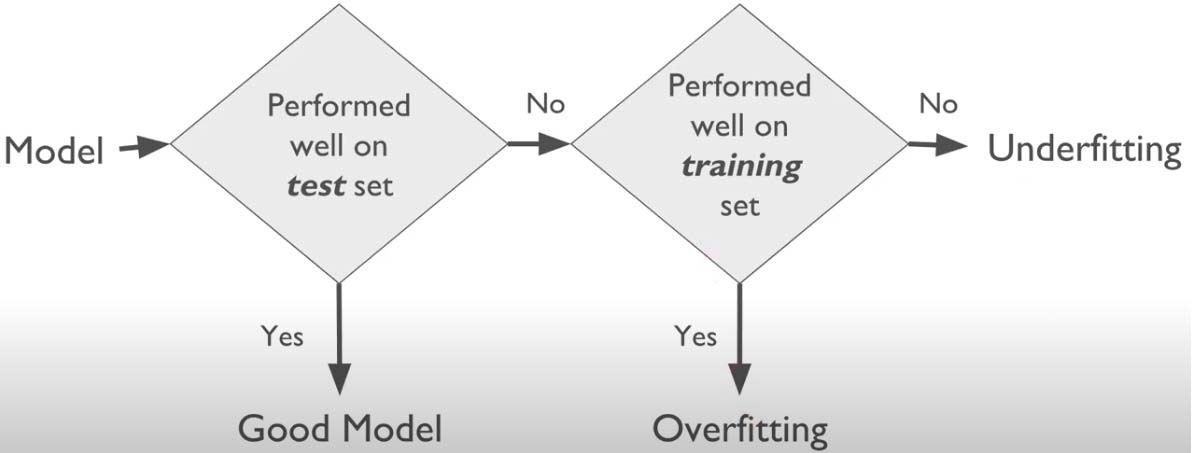 Model
Performed
well on
test set
No
Performed
well on
training
set
No
Underfitting
Yes
Yes
Good Model
Overfitting